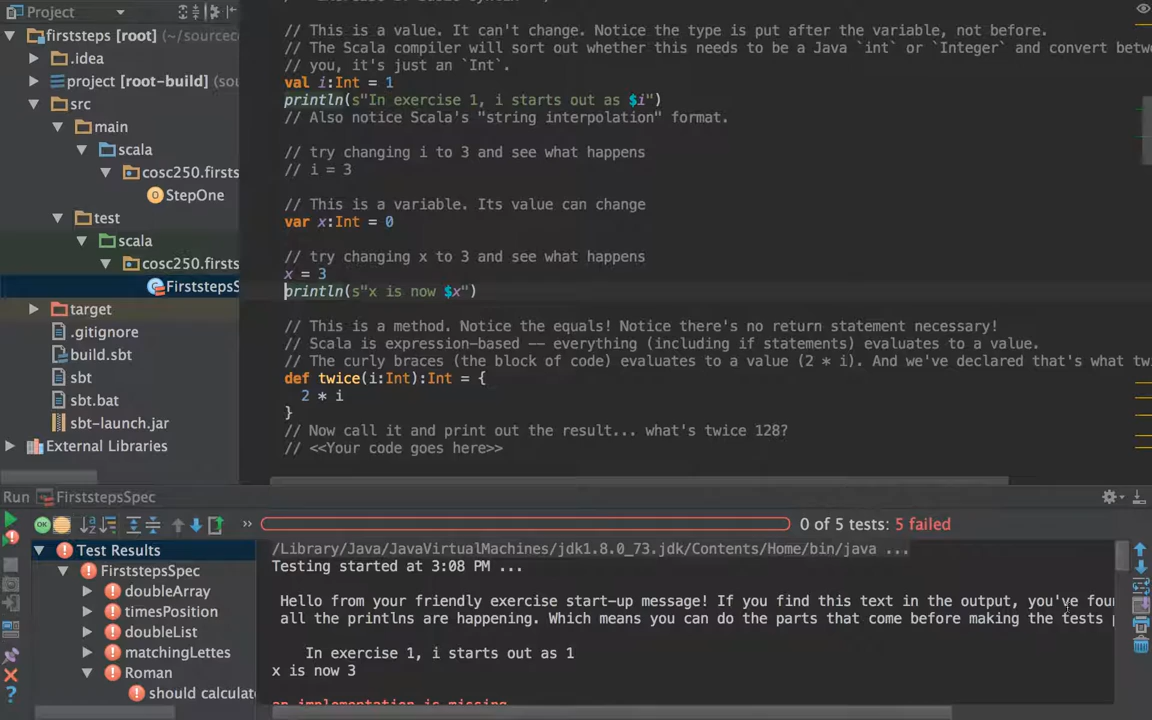 Project
firststeps [root] (~/sourcec
.idea
project [root-build] (sou
src
main
scala
cosc250.firsts
StepOne
test
scala
cosc250.firsts
FirststepsS
target
.gitignore
build.sbt
sbt
sbt.bat
sbt-launch.jar
External Libraries
// This is a value. It can't change. Notice the type is put after the variable, not before.
// The Scala compiler will sort out whether this needs to be a Java `int` or `Integer` and convert betw
// you, it's just an `Int`.
val i:Int = 1
println(s"In exercise 1, i starts out as $i")
// Also notice Scala's "string interpolation" format.
// try changing i to 3 and see what happens
// i = 3
// This is a variable. Its value can change
var x:Int = 0
// try changing x to 3 and see what happens
x = 3
println(s"x is now $x")
// This is a method. Notice the equals! Notice there's no return statement necessary!
// Scala is expression-based –– everything (including if statements) evaluates to a value.
// The curly braces (the block of code) evaluates to a value (2 * i). And we've declared that's what tw
def twice(i:Int):Int = {
2 * i
}
// Now call it and print out the result... what's twice 128?
// <<Your code goes here>>
Run FirststepsSpec
0 of 5 tests: 5 failed
Test Results
FirststepsSpec
doubleArray
timesPosition
doubleList
matchingLettes
Roman
should calculat
/Library/Java/JavaVirtualMachines/jdk1.8.0_73.jdk/Contents/Home/bin/java ...
Testing started at 3:08 PM ...
Hello from your friendly exercise start-up message! If you find this text in the output, you've four
all the printlns are happening. Which means you can do the parts that come before making the tests p
In exercise 1, i starts out as 1
x is now 3
an implementation is missing